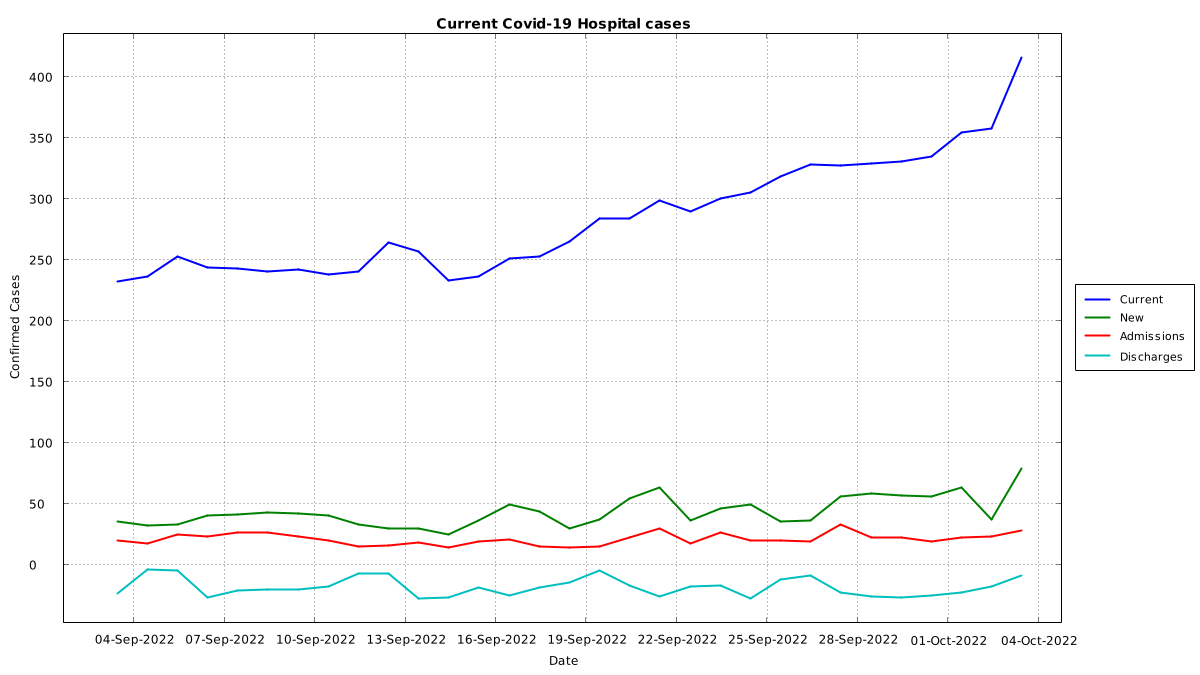 Current Covid-19 Hospital cases
400
350
300
250
200
150
100
50
0
Confirmed Cases
04-Sep-2022 07-Sep-2022 10-Sep-2022 13-Sep-2022 16-Sep-2022 19-Sep-2022 22-Sep-2022 25-Sep-2022 28-Sep-2022 01-Oct-2022 04-Oct-2022
Date
Current
New
Admissions
Discharges